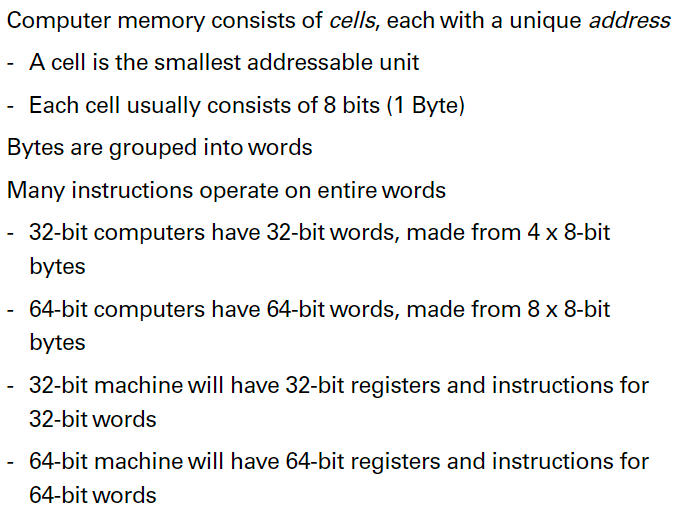 Computer memory consists of cells, each with a unique address
- A cell is the smallest addressable unit
- Each cell usually consists of 8 bits (1 Byte)
Bytes are grouped into words
Many instructions operate on entire words
- 32-bit computers have 32-bit words, made from 4 x 8-bit
bytes
- 64-bit computers have 64-bit words, made from 8 x 8-bit
bytes
- 32-bit machine will have 32-bit registers and instructions for
32-bit words
- 64-bit machine will have 64-bit registers and instructions for
64-bit words